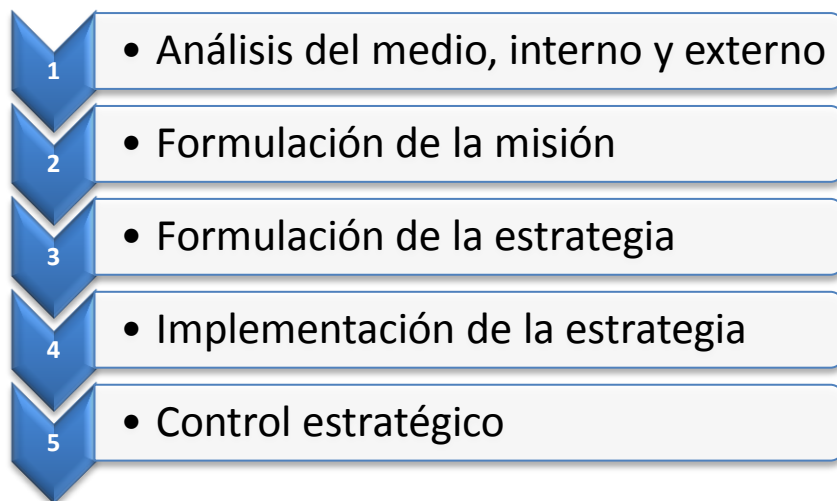 1 • Análisis del medio, interno y externo
2 • Formulación de la misión
3 • Formulación de la estrategia
4 • Implementación de la estrategia
5 • Control estratégico